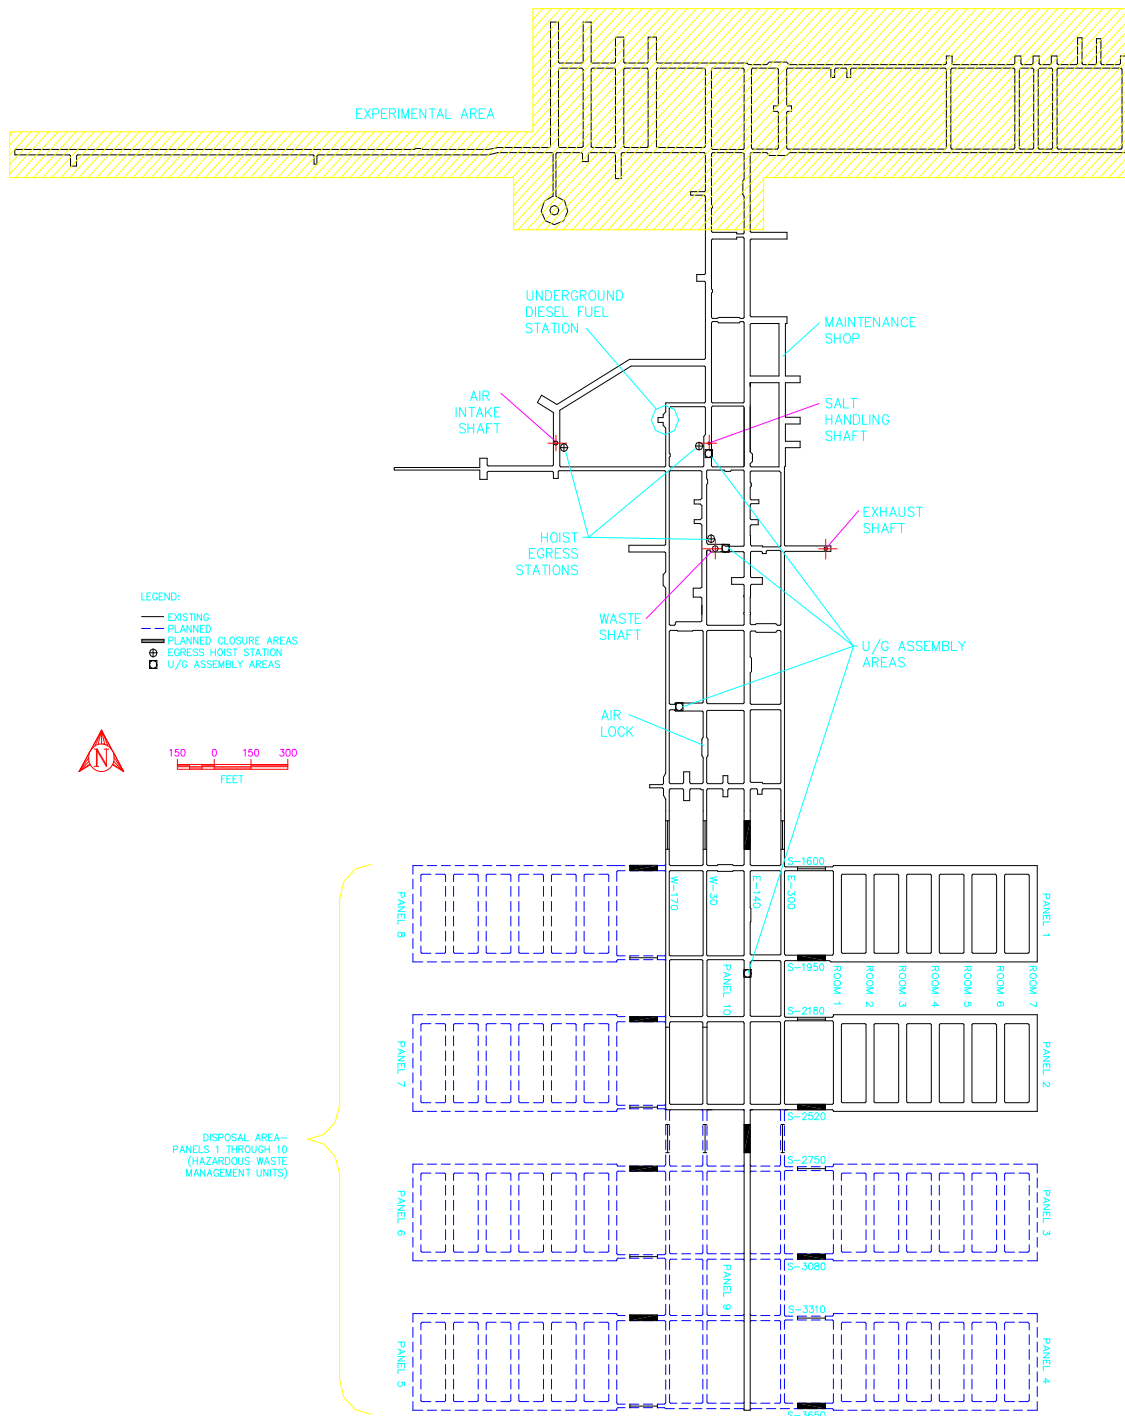 EXPERIMENTAL AREA
UNDERGROUND
DIESEL FUEL
STATION
MAINTENANCE
SHOP
AIR
INTAKE
SHAFT
SALT
HANDLING
SHAFT
EXHAUST
SHAFT
HOIST
EGRESS
STATIONS
WASTE
SHAFT
LEGEND:
EXISTING
PLANNED
PLANNED CLOSURE AREAS
EGRESS HOIST STATION
U/G ASSEMBLY AREAS
U/G ASSEMBLY
AREAS
AIR
LOCK
N
150 0 150 300
FEET
S-1600
W-170
W-30
E-140
E-300
PANEL 8
PANEL 1
S-1950
PANEL 10
ROOM 1
ROOM 2
ROOM 3
ROOM 4
ROOM 5
ROOM 6
ROOM 7
S-2180
PANEL 7
PANEL 2
S-2520
DISPOSAL AREA-
PANELS 1 THROUGH 10
(HAZARDOUS WASTE
MANAGEMENT UNITS)
S-2750
PANEL 6
PANEL 3
S-3080
PANEL 9
S-3310
PANEL 5
PANEL 4
S-3650